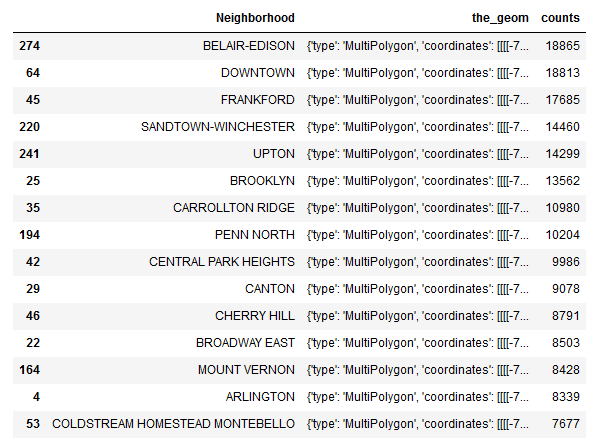 Neighborhood the_geom counts
274 BELAIR-EDISON {'type': 'MultiPolygon', 'coordinates': [[[[-7... 18865
64 DOWNTOWN {'type': 'MultiPolygon', 'coordinates': [[[[-7... 18813
45 FRANKFORD {'type': 'MultiPolygon', 'coordinates': [[[[-7... 17685
220 SANDTOWN-WINCHESTER {'type': 'MultiPolygon', 'coordinates': [[[[-7... 14460
241 UPTON {'type': 'MultiPolygon', 'coordinates': [[[[-7... 14299
25 BROOKLYN {'type': 'MultiPolygon', 'coordinates': [[[[-7... 13562
35 CARROLLTON RIDGE {'type': 'MultiPolygon', 'coordinates': [[[[-7... 10980
194 PENN NORTH {'type': 'MultiPolygon', 'coordinates': [[[[-7... 10204
42 CENTRAL PARK HEIGHTS {'type': 'MultiPolygon', 'coordinates': [[[[-7... 9986
29 CANTON {'type': 'MultiPolygon', 'coordinates': [[[[-7... 9078
46 CHERRY HILL {'type': 'MultiPolygon', 'coordinates': [[[[-7... 8791
22 BROADWAY EAST {'type': 'MultiPolygon', 'coordinates': [[[[-7... 8503
164 MOUNT VERNON {'type': 'MultiPolygon', 'coordinates': [[[[-7... 8428
4 ARLINGTON {'type': 'MultiPolygon', 'coordinates': [[[[-7... 8339
53 COLDSTREAM HOMESTEAD MONTEBELLO {'type': 'MultiPolygon', 'coordinates': [[[[-7... 7677